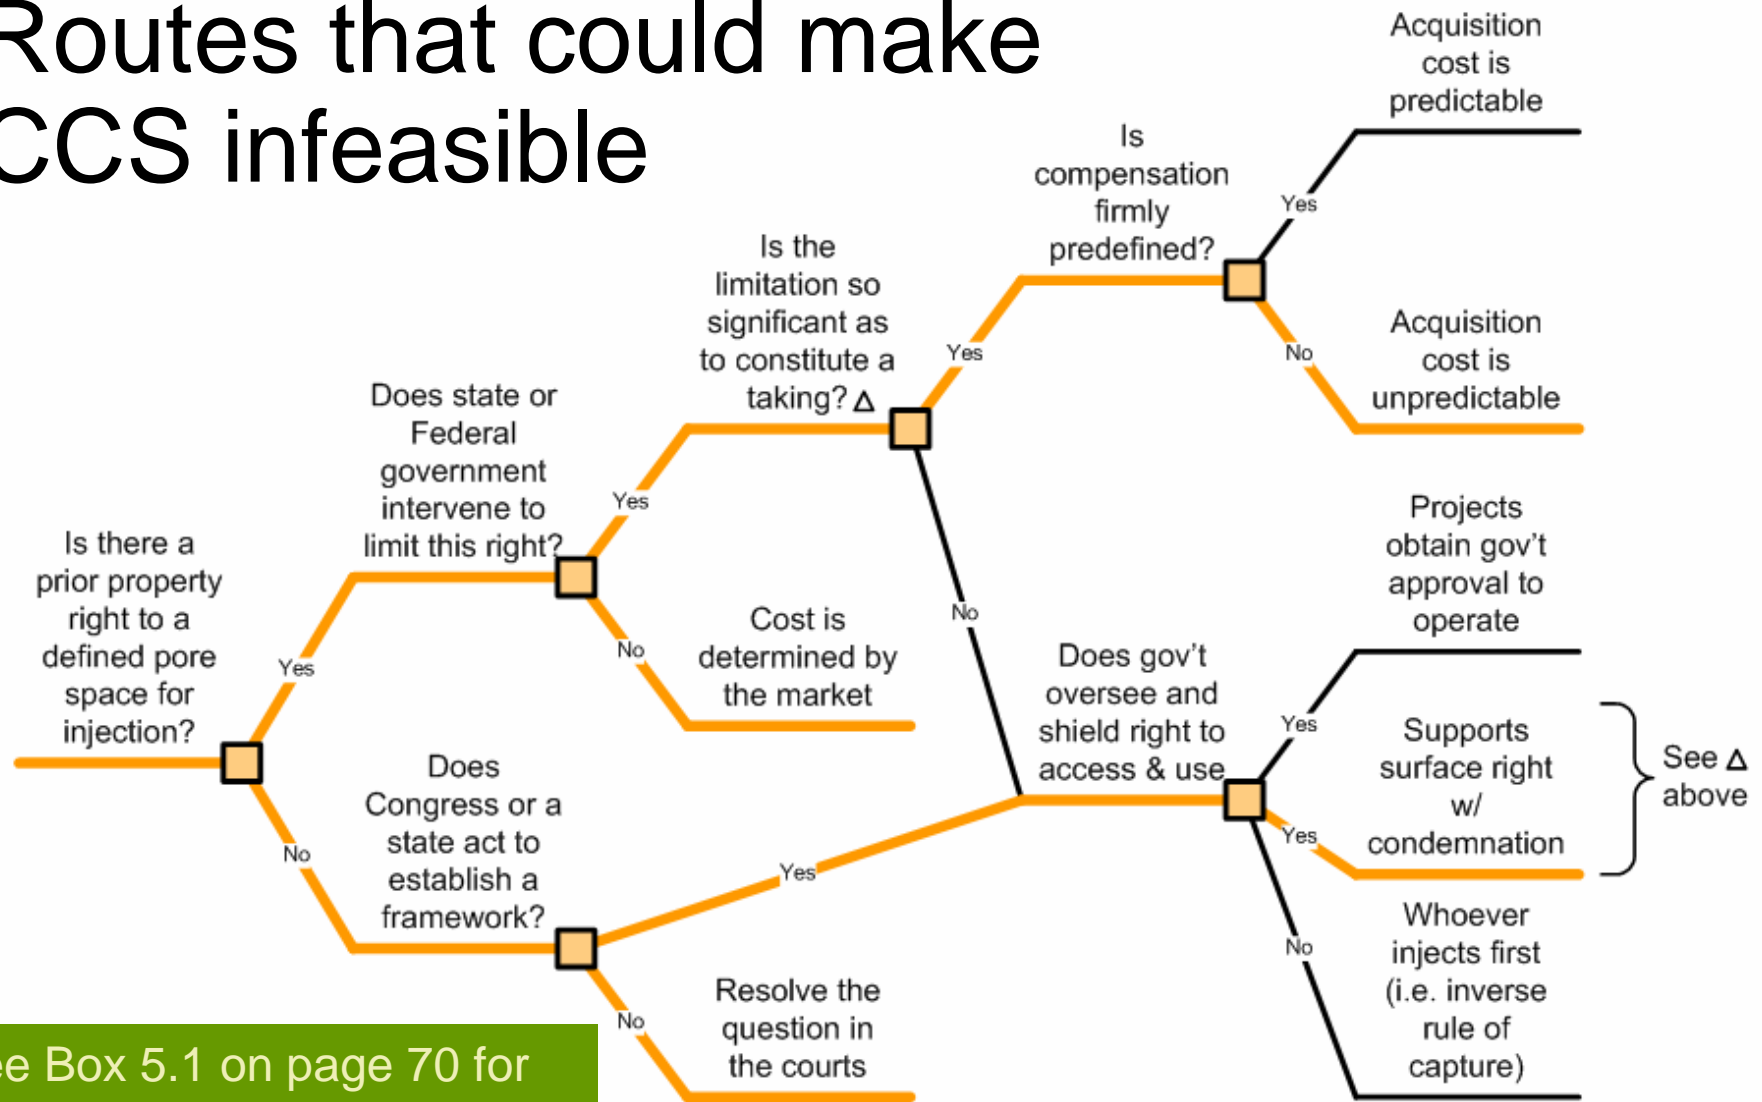 Routes that could make
CCS infeasible
Acquisition
cost is
predictable
Is
compensation
firmly
predefined?
Yes
Is the
limitation so
significant as
to constitute a
taking? Δ
Yes
No
Acquisition
cost is
unpredictable
Does state or
Federal
government
intervene to
limit this right?
Yes
Projects
obtain gov't
approval to
operate
Is there a
prior property
right to a
defined pore
space for
injection?
Yes
No
Cost is
determined by
the market
No
Does gov't
oversee and
shield right to
access & use
Yes
Supports
surface right
w/
condemnation
Yes
See Δ
above
No
Does
Congress or a
state act to
establish a
framework?
Yes
No
Whoever
injects first
(i.e. inverse
rule of
capture)
No
Resolve the
question in
the courts
Box 5.1 on page 70 for